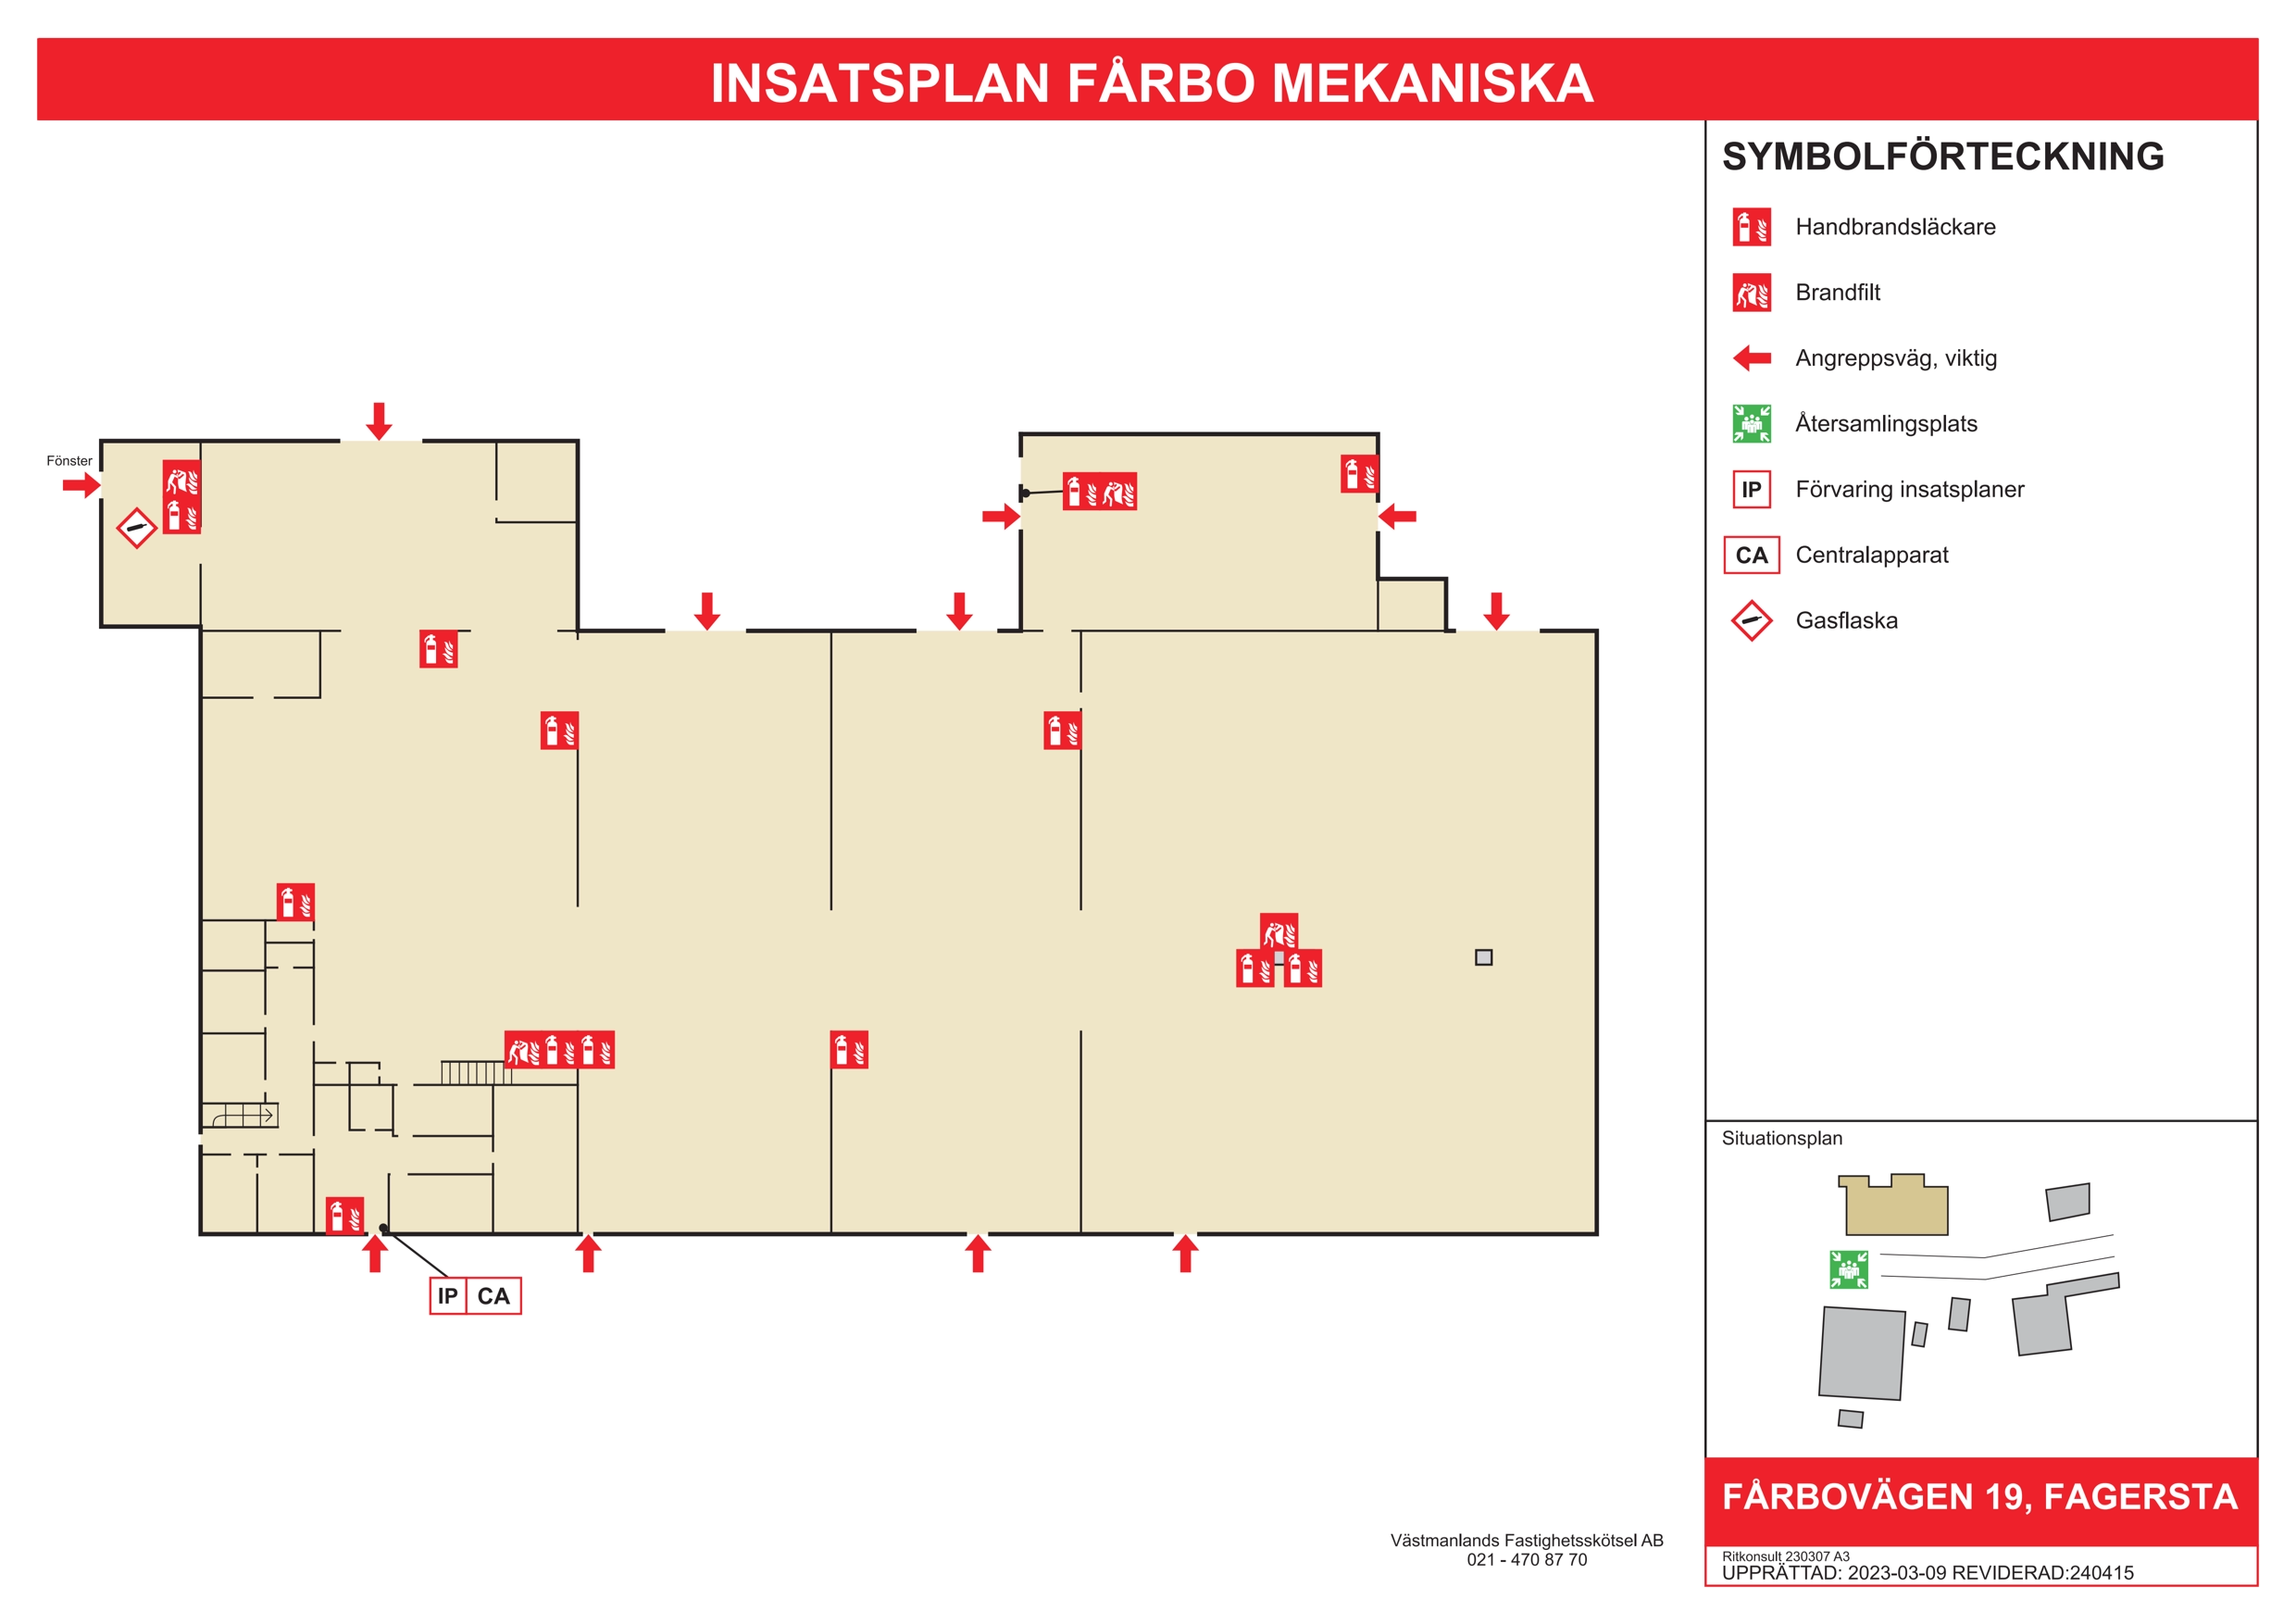 INSATSPLAN FÅRBO MEKANISKA
SYMBOLFÖRTECKNING
Handbrandsläckare
Brandfilt
Angreppsväg, viktig
Återsamlingsplats
IP Förvaring insatsplaner
CA Centralapparat
Gasflaska
Fönster
IP CA
Situationsplan
FÅRBOVÄGEN 19, FAGERSTA
Västmanlands Fastighetsskötsel AB
021 - 470 87 70
Ritkonsult 230307 A3
UPPRÄTTAD: 2023-03-09 REVIDERAD:240415